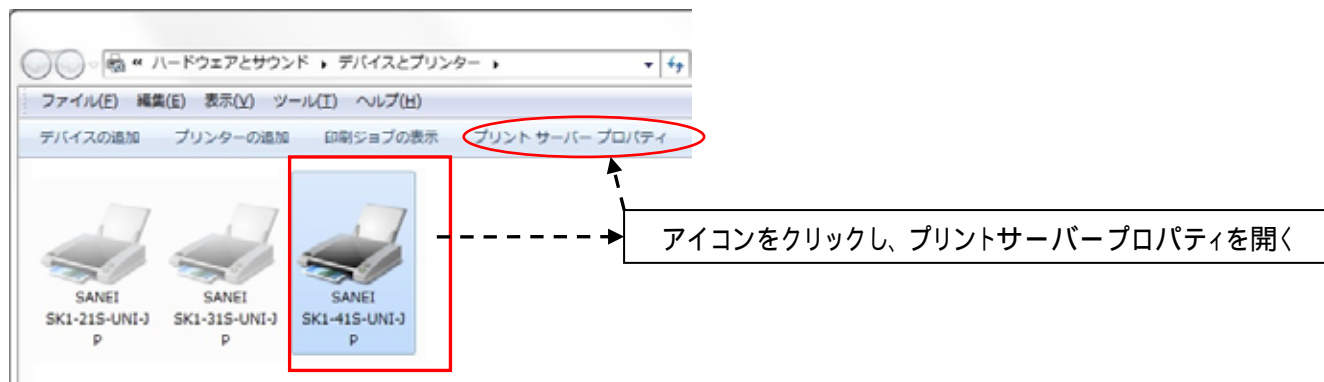 « ハードウェアとサウンド ▸ デバイスとプリンター ▸
ファイル(F) 編集(E) 表示(V) ツール(T) ヘルプ(H)
デバイスの追加 プリンターの追加 印刷ジョブの表示 プリント サーバー プロパティ
アイコンをクリックし、プリントサーバープロパティを開く
SANEI
SK1-21S-UNI-J
P
SANEI
SK1-31S-UNI-J
P
SANEI
SK1-41S-UNI-J
P